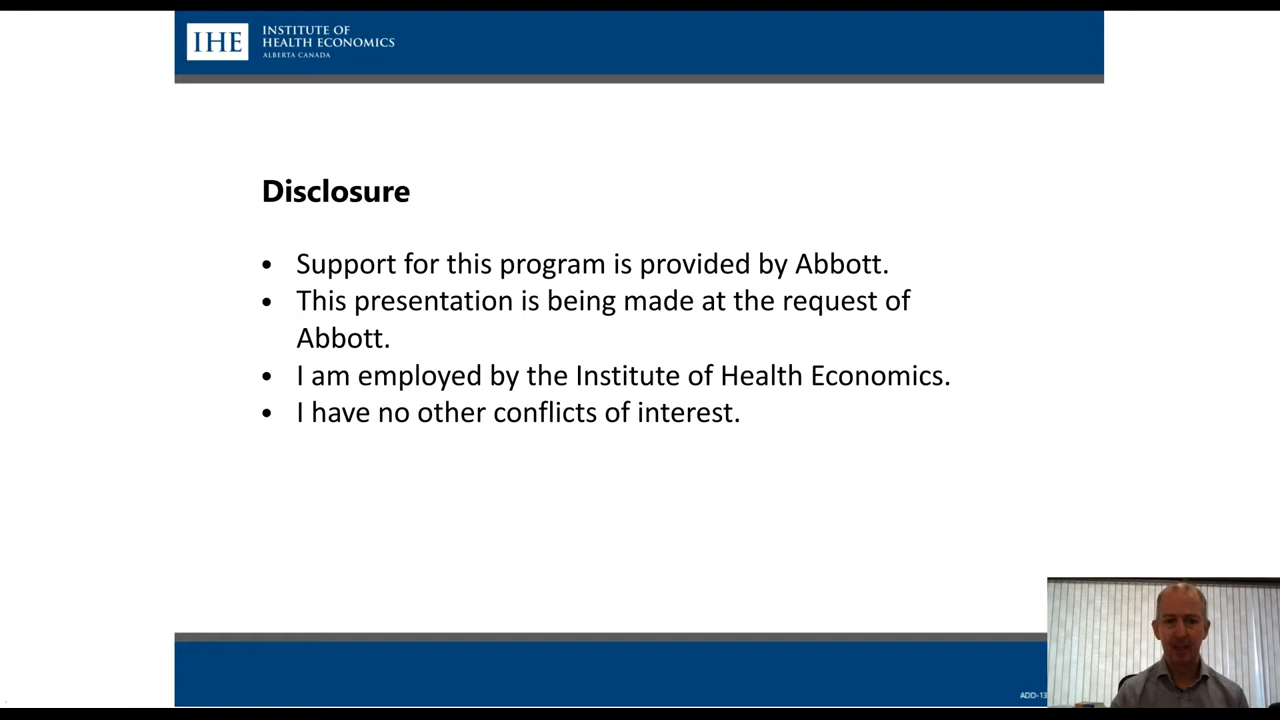 IHE
INSTITUTE OF
HEALTH ECONOMICS
ALBERTA CANADA
Disclosure
• Support for this program is provided by Abbott.
• This presentation is being made at the request of
Abbott.
• I am employed by the Institute of Health Economics.
• I have no other conflicts of interest.
ADD-13